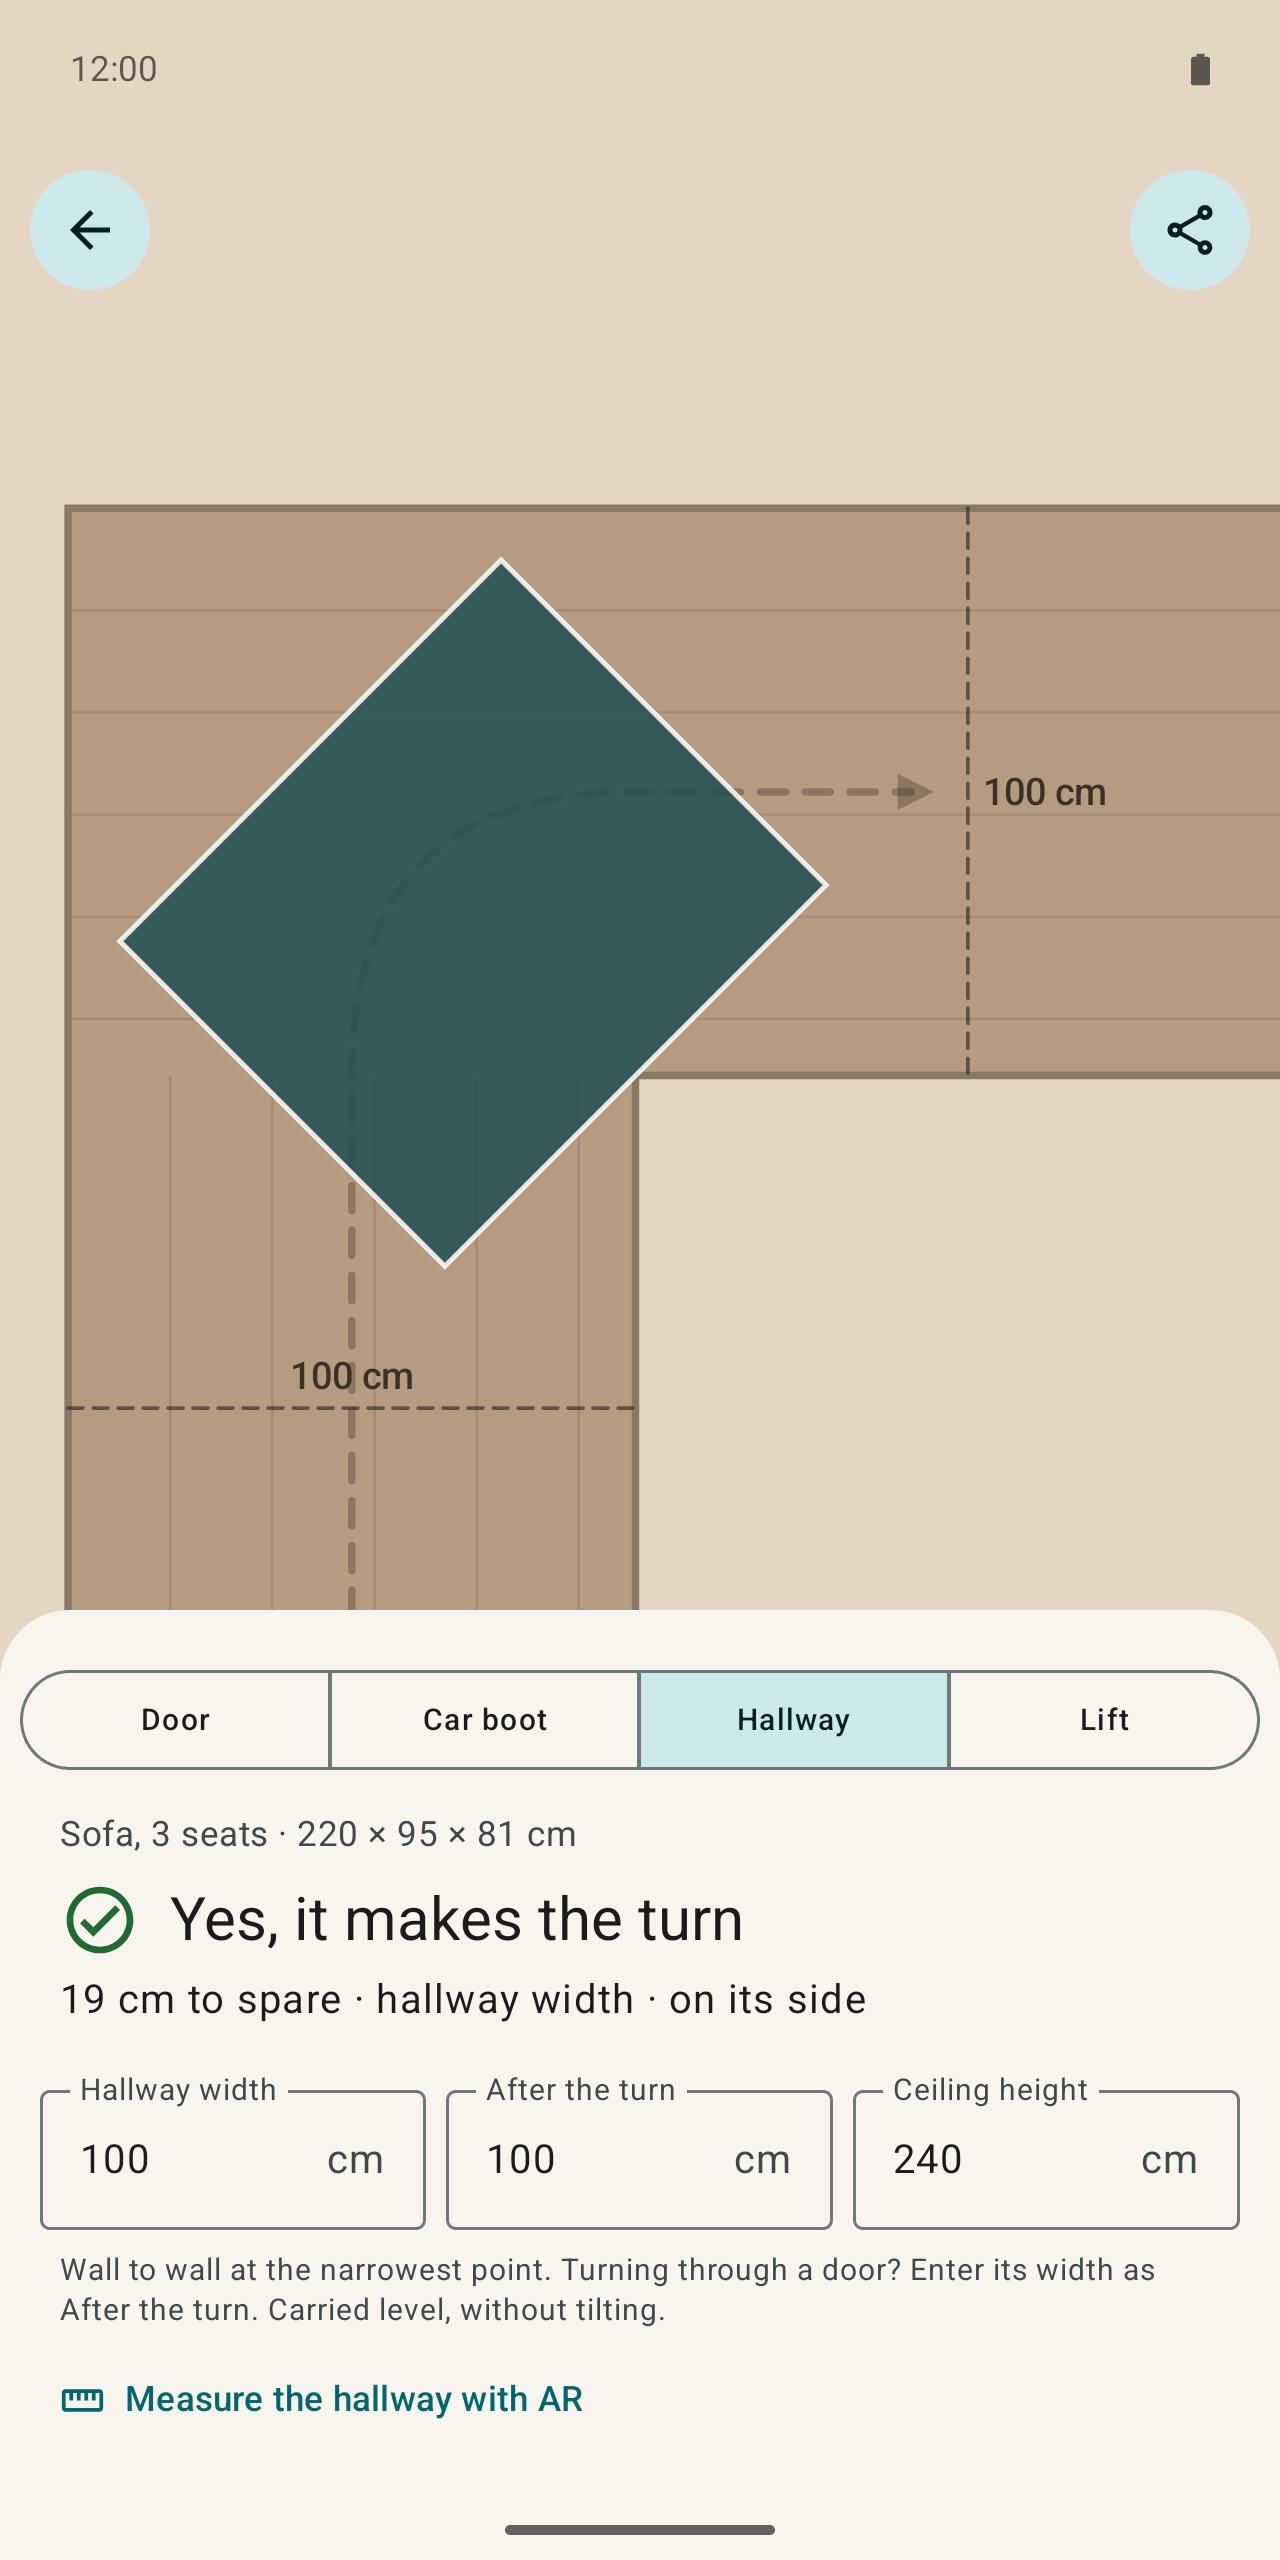 12:00
100 cm
100 cm
Door
Car boot
Hallway
Lift
Sofa, 3 seats · 220 × 95 × 81 cm
Yes, it makes the turn
19 cm to spare · hallway width · on its side
Hallway width
After the turn
Ceiling height
100 cm
100 cm
240 cm
Wall to wall at the narrowest point. Turning through a door? Enter its width as
After the turn. Carried level, without tilting.
Measure the hallway with AR